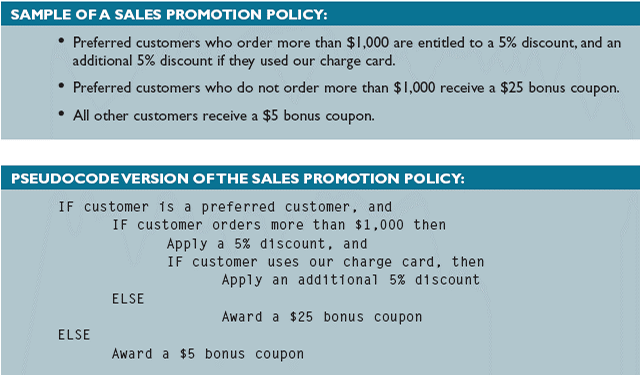 SAMPLE OF A SALES PROMOTION POLICY:
• Preferred customers who order more than $1,000 are entitled to a 5% discount, and an
additional 5% discount if they used our charge card.
• Preferred customers who do not order more than $1,000 receive a $25 bonus coupon.
• All other customers receive a $5 bonus coupon.
PSEUDOCODE VERSION OF THE SALES PROMOTION POLICY:
IF customer is a preferred customer, and
IF customer orders more than $1,000 then
Apply a 5% discount, and
IF customer uses our charge card, then
Apply an additional 5% discount
ELSE
Award a $25 bonus coupon
ELSE
Award a $5 bonus coupon